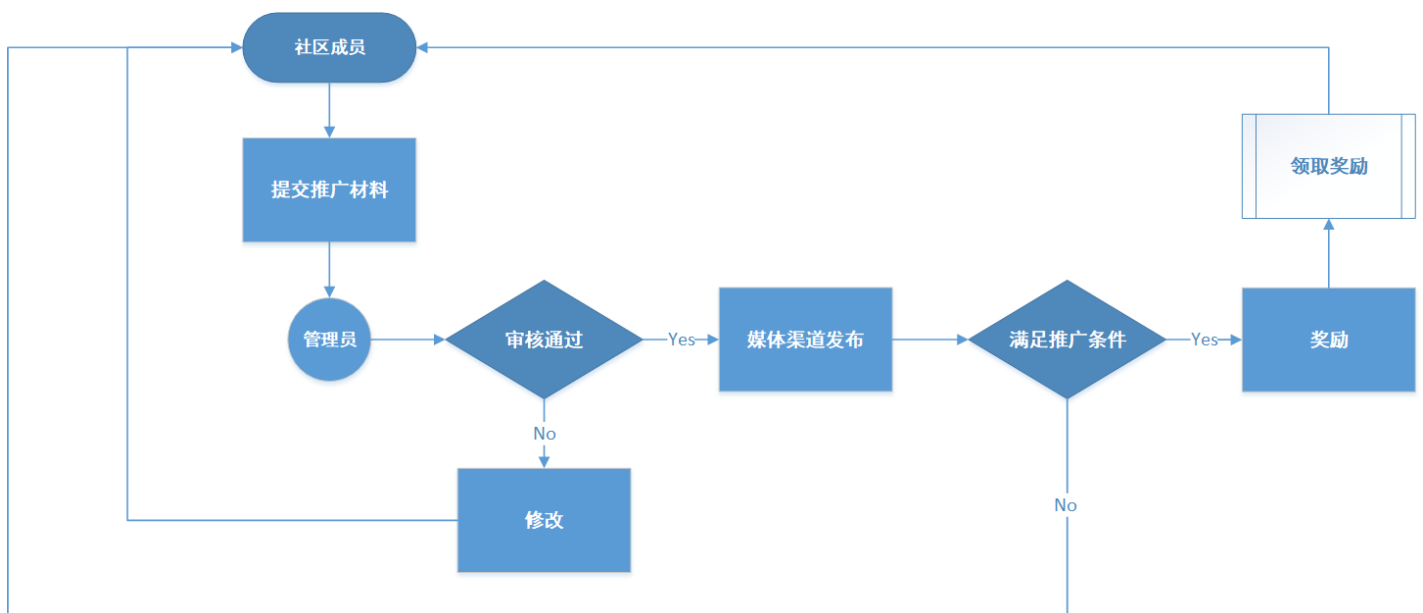 社区成员
提交推广材料
领取奖励
管理员
审核通过
Yes
媒体渠道发布
满足推广条件
Yes
奖励
No
修改
No